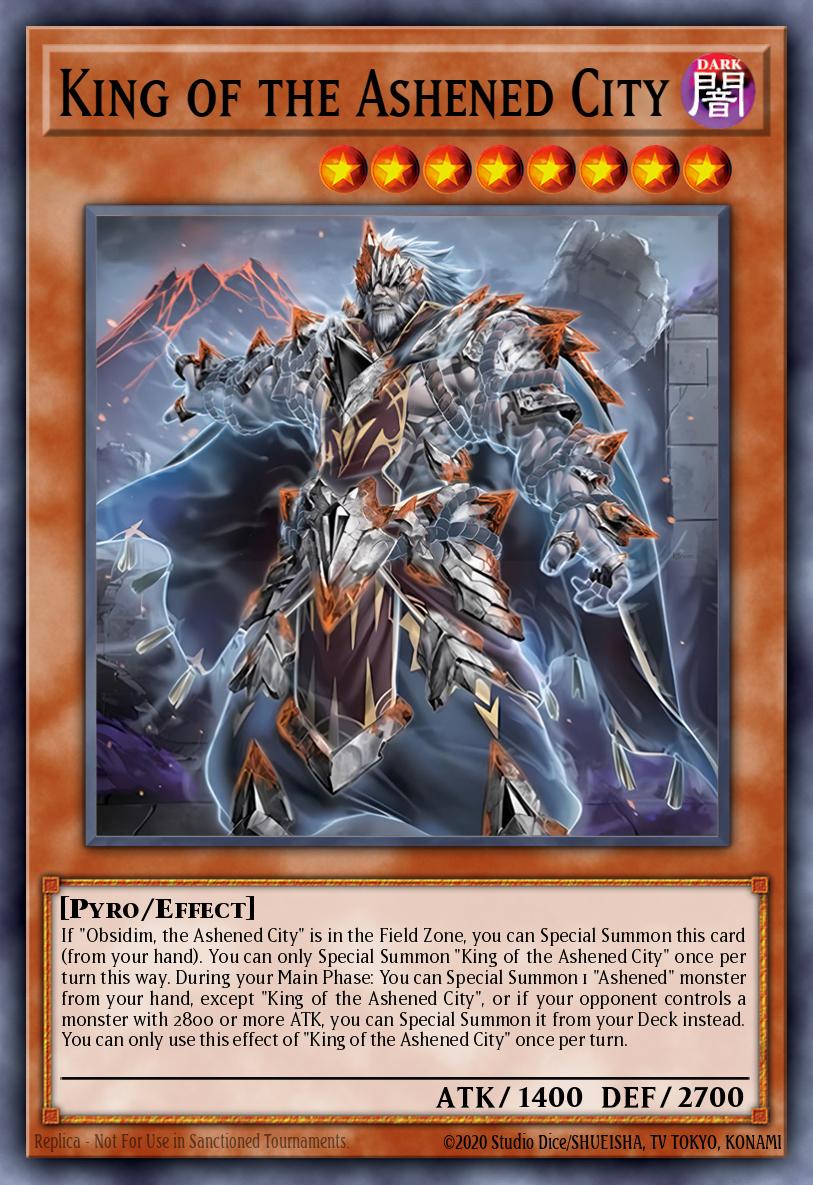 King of the Ashened City
DARK
闇
[Pyro/Effect]
If "Obsidim, the Ashened City" is in the Field Zone, you can Special Summon this card
(from your hand). You can only Special Summon "King of the Ashened City" once per
turn this way. During your Main Phase: You can Special Summon 1 "Ashened" monster
from your hand, except "King of the Ashened City", or if your opponent controls a
monster with 2800 or more ATK, you can Special Summon it from your Deck instead.
You can only use this effect of "King of the Ashened City" once per turn.
ATK/1400 DEF/2700
Replica - Not For Use in Sanctioned Tournaments.
©2020 Studio Dice/SHUEISHA, TV TOKYO, KONAMI